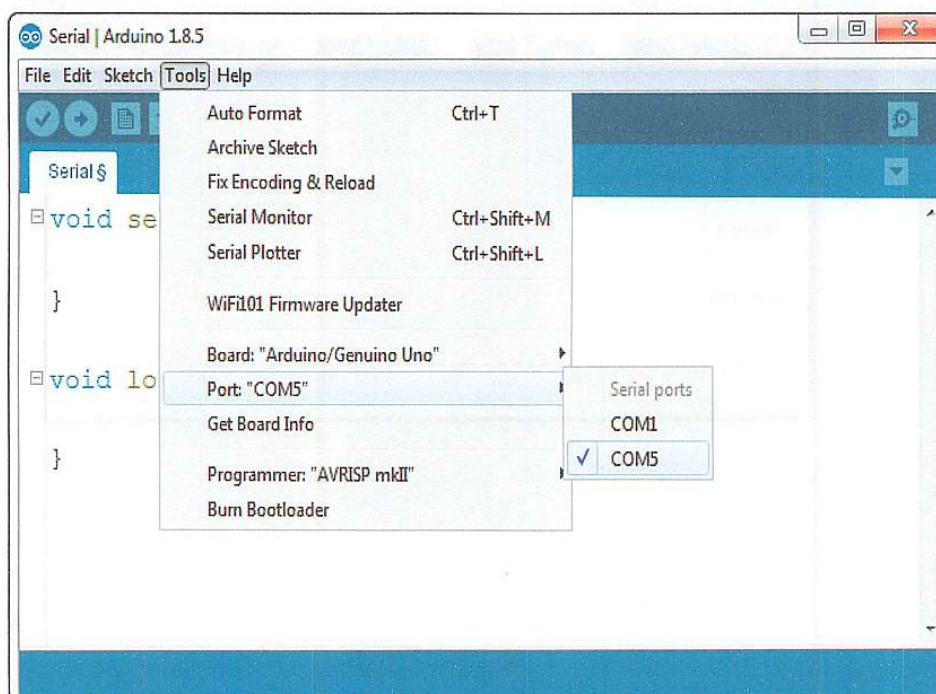 Serial | Arduino 1.8.5
File Edit Sketch Tools Help
Serial §
Auto Format Ctrl+T
Archive Sketch
Fix Encoding & Reload
Serial Monitor Ctrl+Shift+M
Serial Plotter Ctrl+Shift+L
WiFi101 Firmware Updater
Board: "Arduino/Genuino Uno"
Port: "COM5"
Get Board Info
Programmer: "AVRISP mkII"
Burn Bootloader
Serial ports
COM1
COM5
void se
}
void lo
}